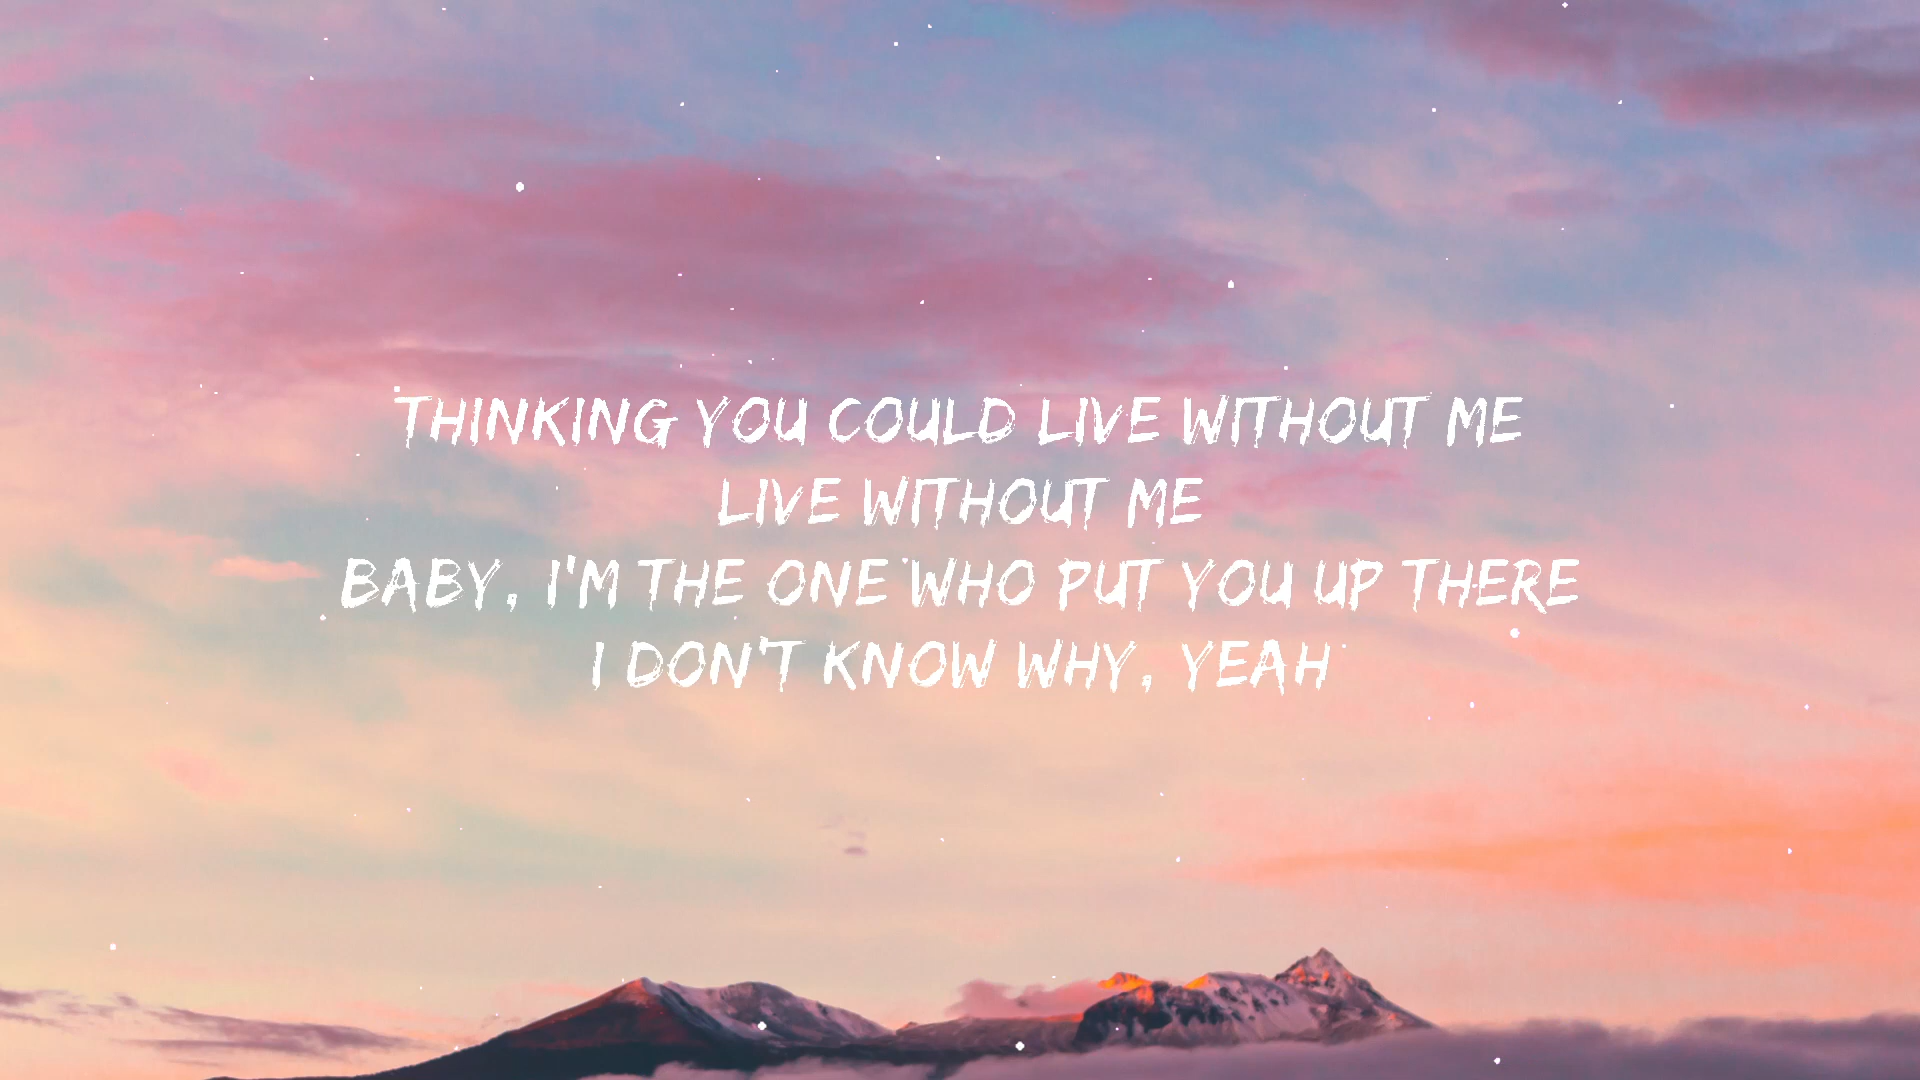 THINKING YOU COULD LIVE WITHOUT ME
LIVE WITHOUT ME
BABY, I'M THE ONE WHO PUT YOU UP THERE
I DON'T KNOW WHY, YEAH